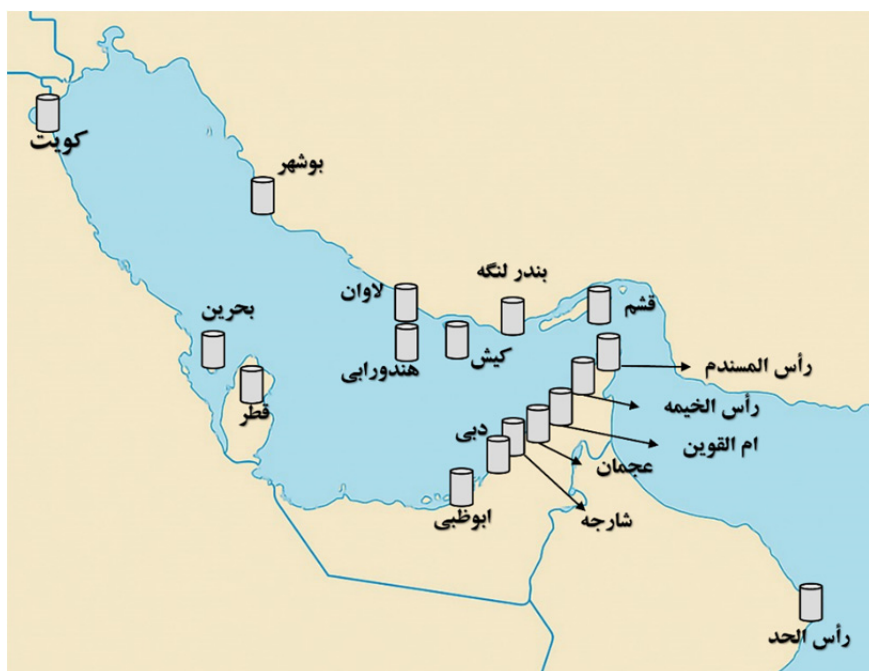 کویت
بوشهر
بندر لنگه
لاوان
قشم
بحرین
کیش
هندورابی
رأس المسندم
قطر
رأس الخیمه
دبی
ام القوین
عجمان
ابوظبی
شارجه
رأس الحد